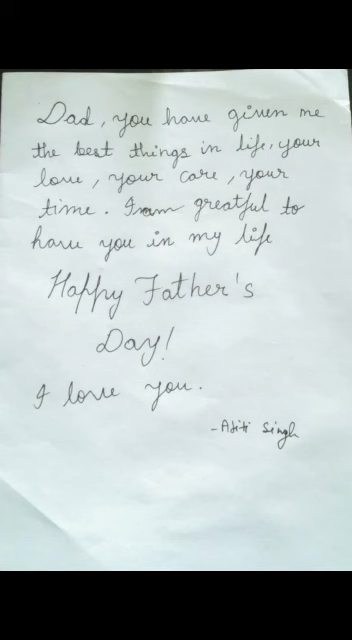 Dad, you have given me
the best things in life, your
love, your care, your
time. I am greatful to
have you in my life
Happy Father's
Day!
I love you.
- Aditi Singh